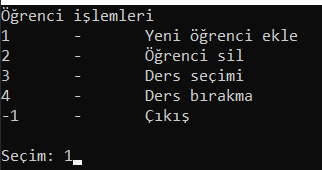 Öğrenci işlemleri
1 - Yeni öğrenci ekle
2 - Öğrenci sil
3 - Ders seçimi
4 - Ders bırakma
-1 - Çıkış
Seçim: 1